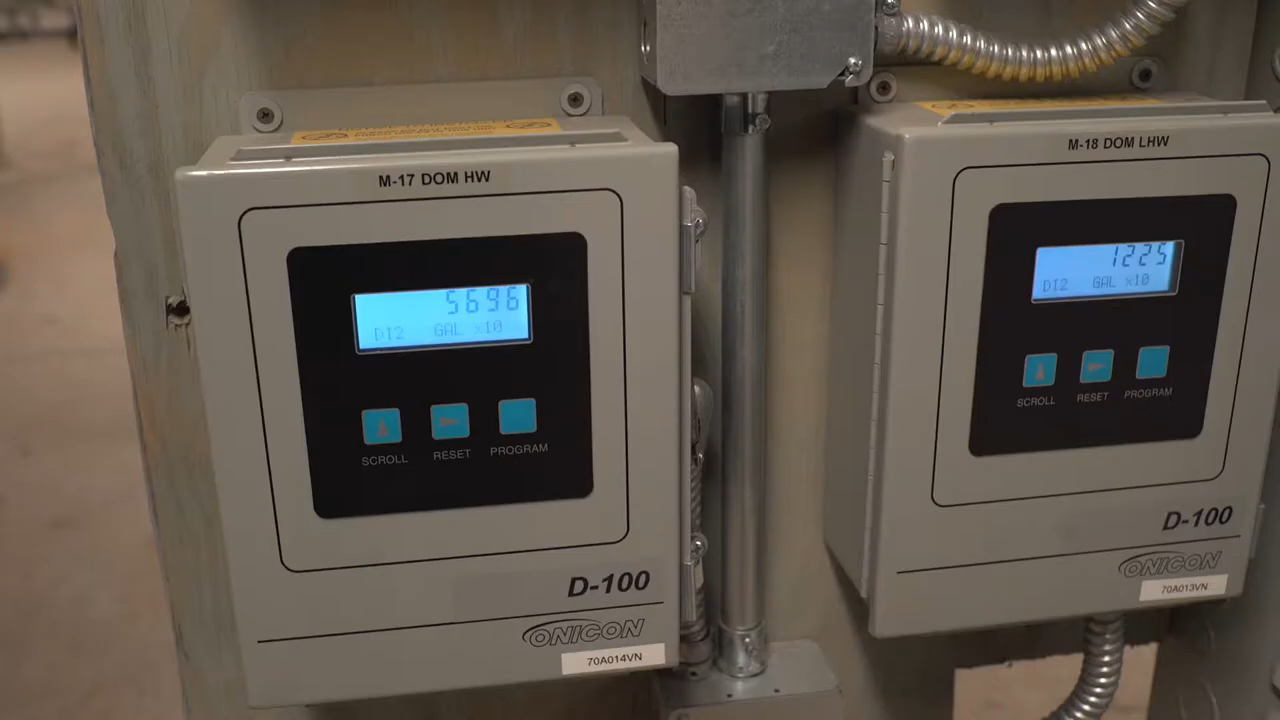 M-17 DOM HW
5696
DI2 GAL x10
SCROLL RESET PROGRAM
D-100
ONICON
70A014VN
M-18 DOM LHW
1225
DI2 GAL x10
SCROLL RESET PROGRAM
D-100
ONICON
70A013VN